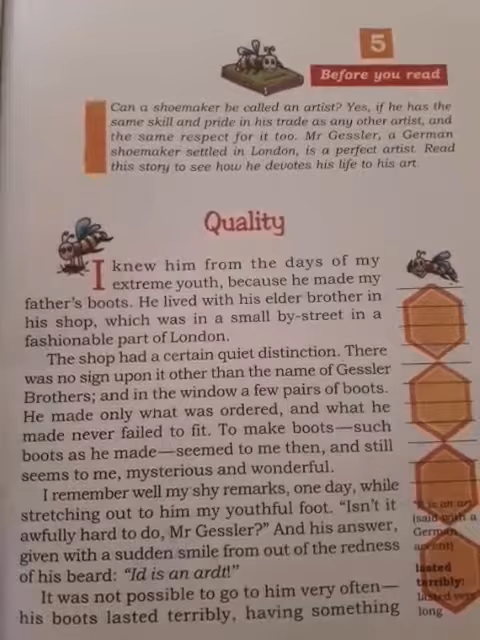 5
Before you read
Can a shoemaker be called an artist? Yes, if he has the
same skill and pride in his trade as any other artist, and
the same respect for it too. Mr Gessler, a German
shoemaker settled in London, is a perfect artist. Read
this story to see how he devotes his life to his art.
Quality
I knew him from the days of my
extreme youth, because he made my
father's boots. He lived with his elder brother in
his shop, which was in a small by-street in a
fashionable part of London.
The shop had a certain quiet distinction. There
was no sign upon it other than the name of Gessler
Brothers; and in the window a few pairs of boots.
He made only what was ordered, and what he
made never failed to fit. To make boots—such
boots as he made—seemed to me then, and still
seems to me, mysterious and wonderful.
I remember well my shy remarks, one day, while
stretching out to him my youthful foot. “Isn't it
awfully hard to do, Mr Gessler?” And his answer,
given with a sudden smile from out of the redness
of his beard: “Id is an ardt!”
It was not possible to go to him very often—
his boots lasted terribly, having something
It is an art
(said with a
German
accent)
lasted
terribly:
lasted very
long